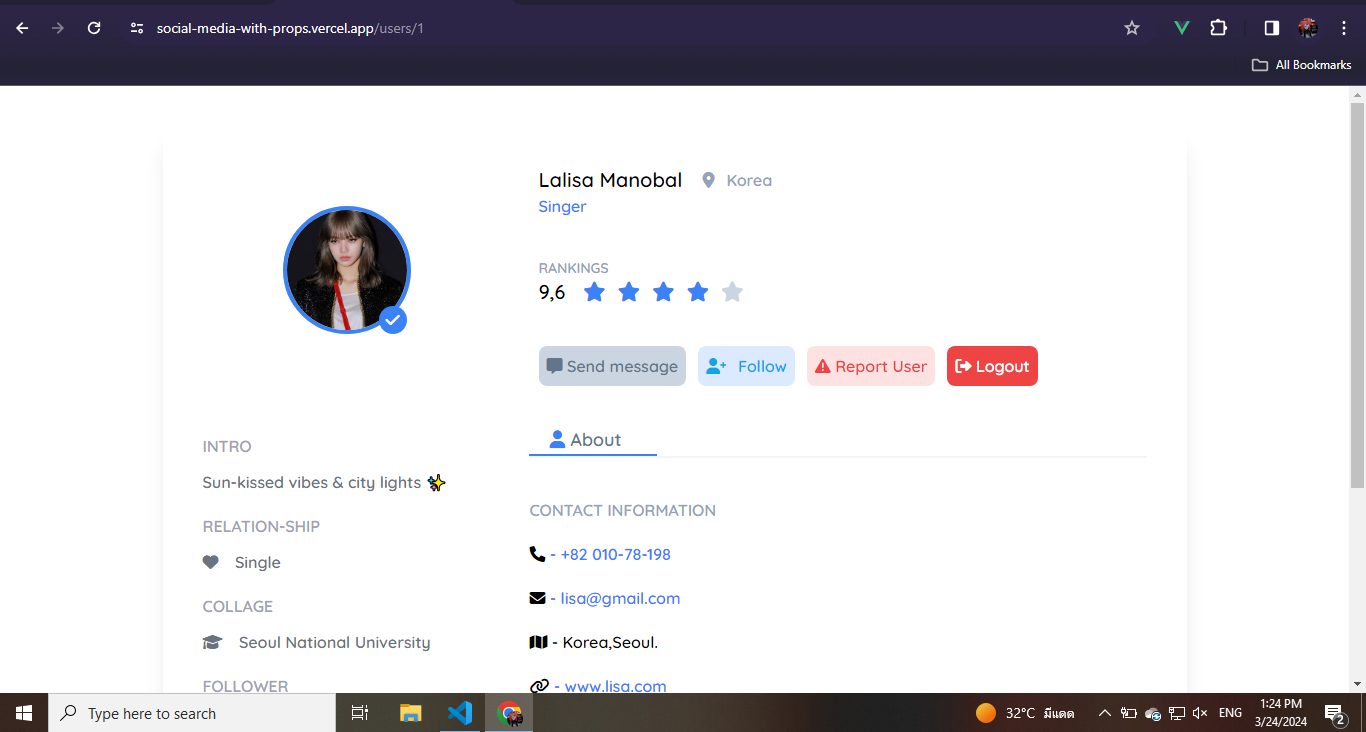 social-media-with-props.vercel.app/users/1
All Bookmarks
Lalisa Manobal Korea
Singer
RANKINGS
9,6
Send message Follow Report User Logout
About
INTRO
Sun-kissed vibes & city lights ✨
RELATION-SHIP
Single
COLLAGE
Seoul National University
FOLLOWER
CONTACT INFORMATION
- +82 010-78-198
- lisa@gmail.com
- Korea,Seoul.
- www.lisa.com
Type here to search
32°C มีแดด
ENG
1:24 PM
3/24/2024
2